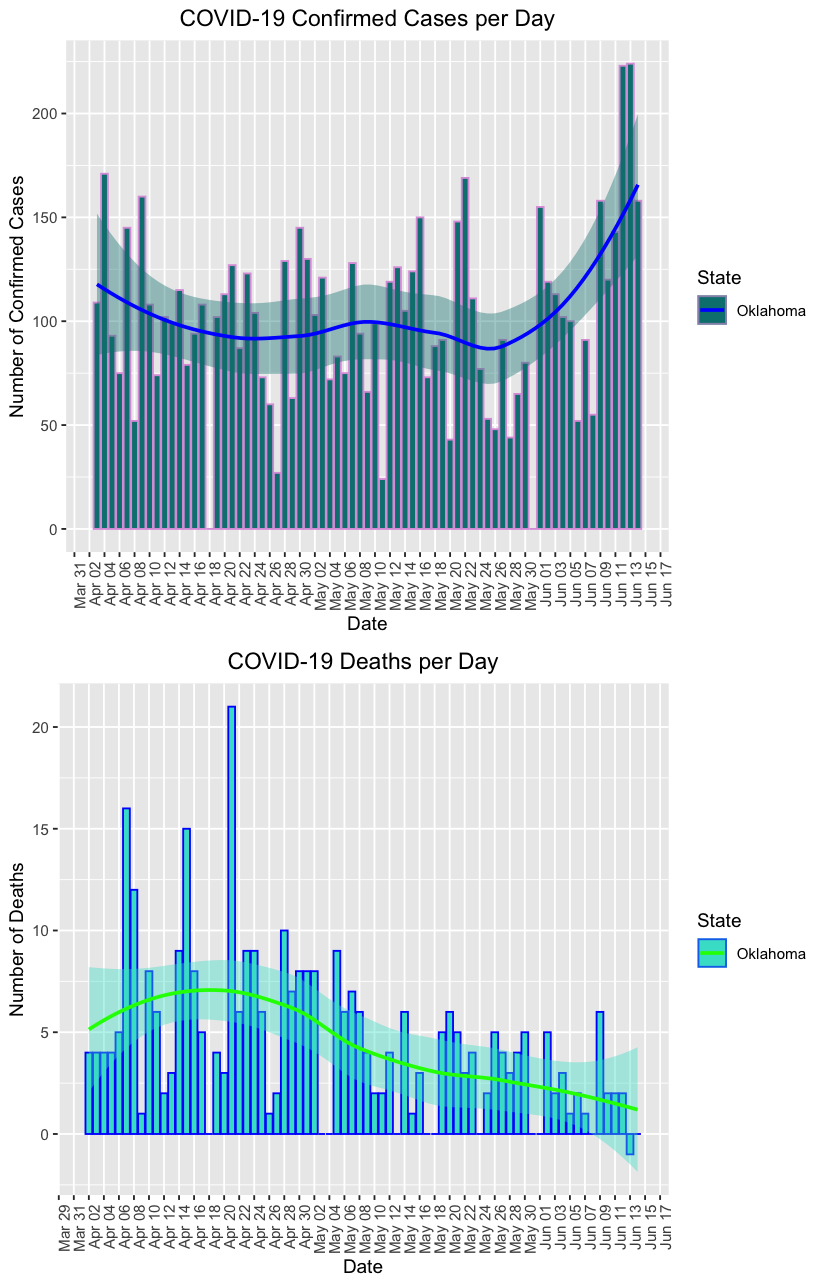 COVID-19 Confirmed Cases per Day
Number of Confirmed Cases
200
150
100
50
0
Mar 31
Apr 02
Apr 04
Apr 06
Apr 08
Apr 10
Apr 12
Apr 14
Apr 16
Apr 18
Apr 20
Apr 22
Apr 24
Apr 26
Apr 28
Apr 30
May 02
May 04
May 06
May 08
May 10
May 12
May 14
May 16
May 18
May 20
May 22
May 24
May 26
May 28
May 30
Jun 01
Jun 03
Jun 05
Jun 07
Jun 09
Jun 11
Jun 13
Jun 15
Jun 17
Date
State
Oklahoma
COVID-19 Deaths per Day
Number of Deaths
20
15
10
5
0
Mar 29
Mar 31
Apr 02
Apr 04
Apr 06
Apr 08
Apr 10
Apr 12
Apr 14
Apr 16
Apr 18
Apr 20
Apr 22
Apr 24
Apr 26
Apr 28
Apr 30
May 02
May 04
May 06
May 08
May 10
May 12
May 14
May 16
May 18
May 20
May 22
May 24
May 26
May 28
May 30
Jun 01
Jun 03
Jun 05
Jun 07
Jun 09
Jun 11
Jun 13
Jun 15
Jun 17
Date
State
Oklahoma